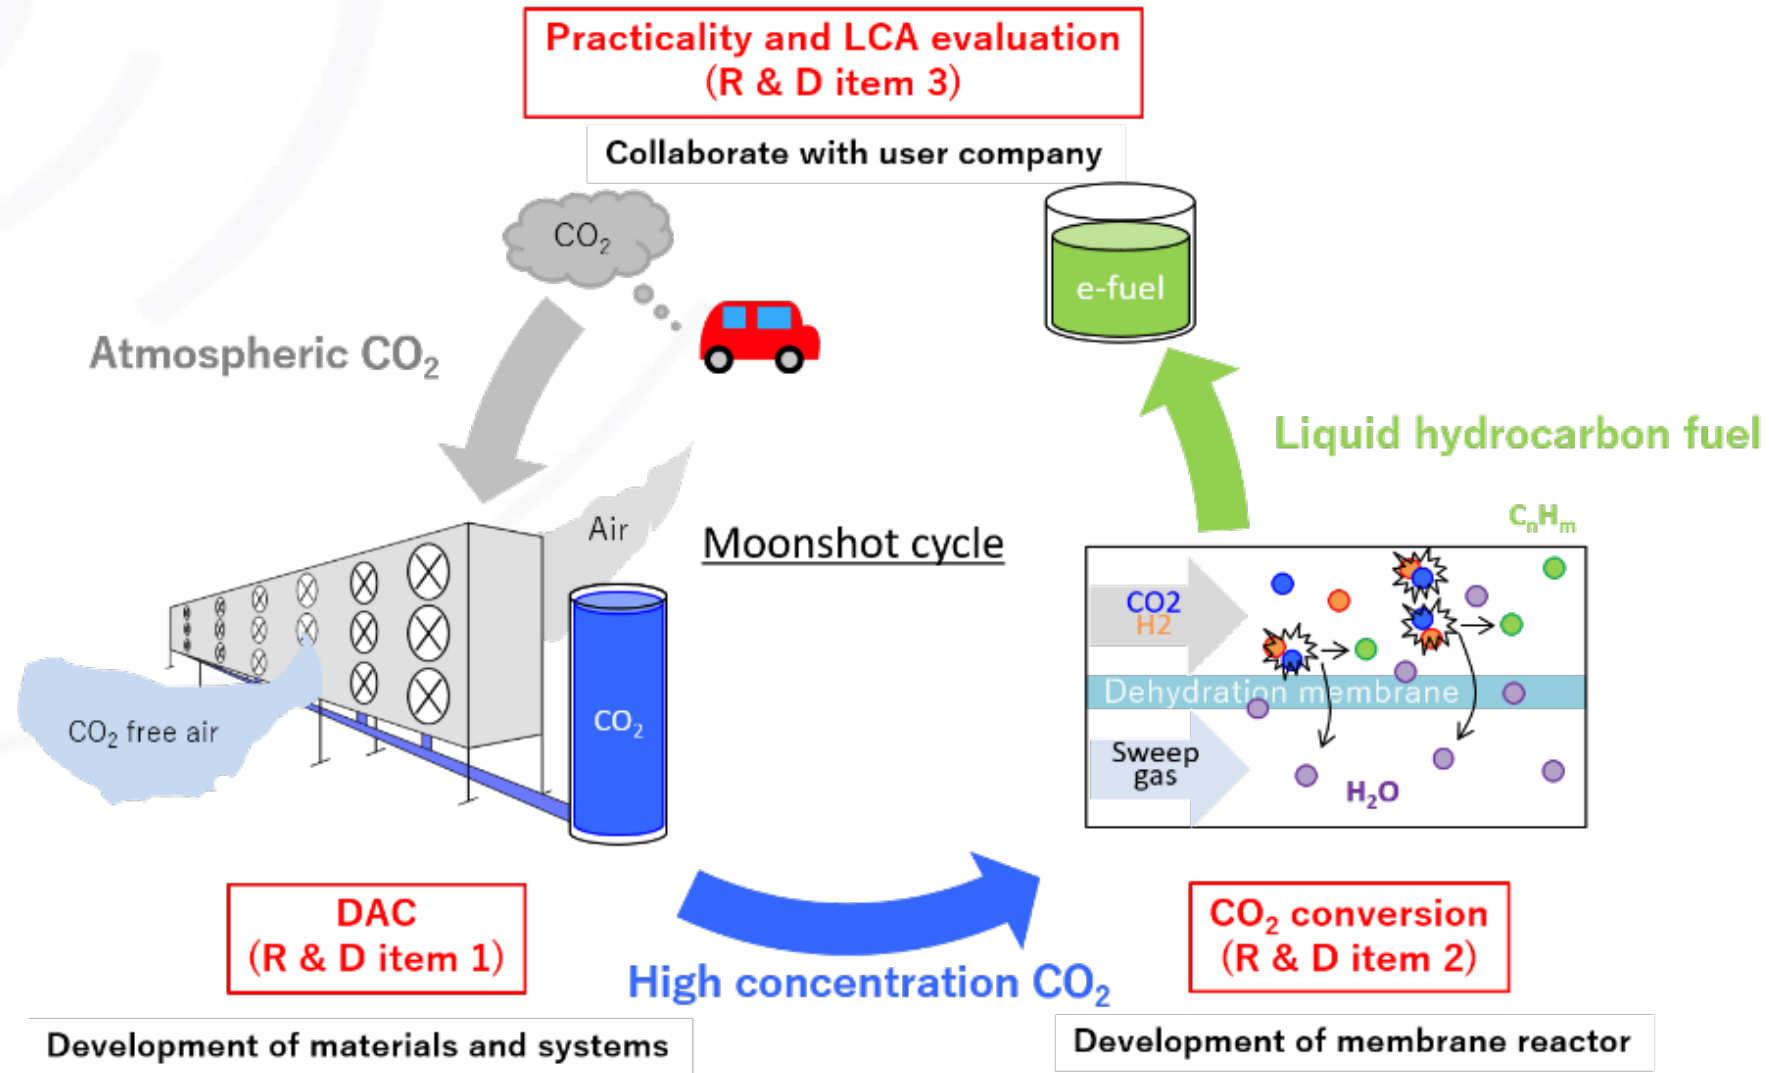 Practicality and LCA evaluation
(R & D item 3)
Collaborate with user company
CO₂
e-fuel
Atmospheric CO₂
Liquid hydrocarbon fuel
Air
Moonshot cycle
CₙHₘ
CO2
H2
Dehydration membrane
CO₂ free air
CO₂
Sweep
gas
H₂O
DAC
(R & D item 1)
High concentration CO₂
CO₂ conversion
(R & D item 2)
Development of materials and systems
Development of membrane reactor